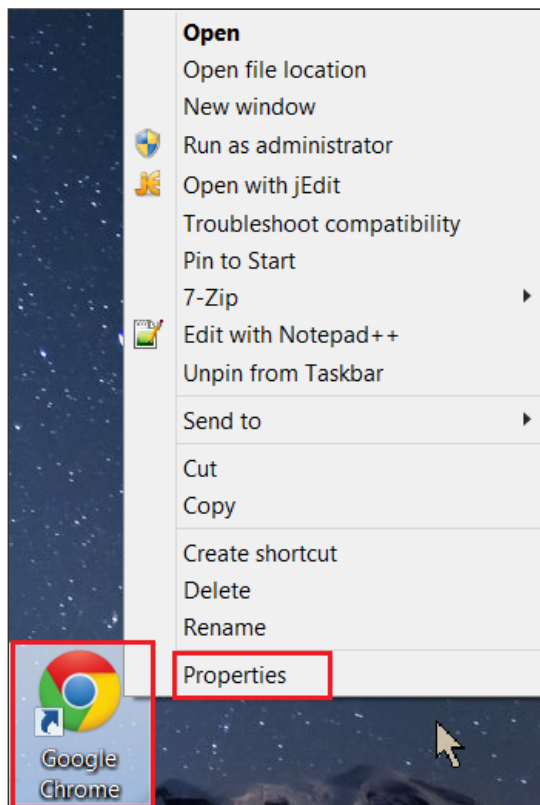 Open
Open file location
New window
Run as administrator
Open with jEdit
Troubleshoot compatibility
Pin to Start
7-Zip
Edit with Notepad++
Unpin from Taskbar
Send to
Cut
Copy
Create shortcut
Delete
Rename
Properties
Google
Chrome